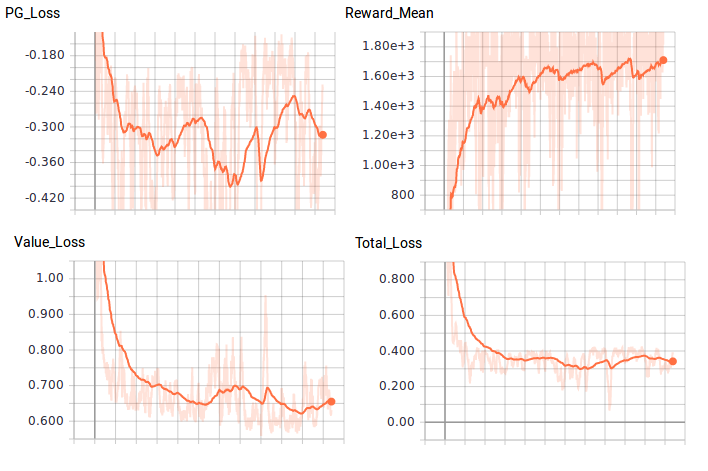 PG_Loss
-0.180
-0.240
-0.300
-0.360
-0.420
Reward_Mean
1.80e+3
1.60e+3
1.40e+3
1.20e+3
1.00e+3
800
Value_Loss
1.00
0.900
0.800
0.700
0.600
Total_Loss
0.800
0.600
0.400
0.200
0.00